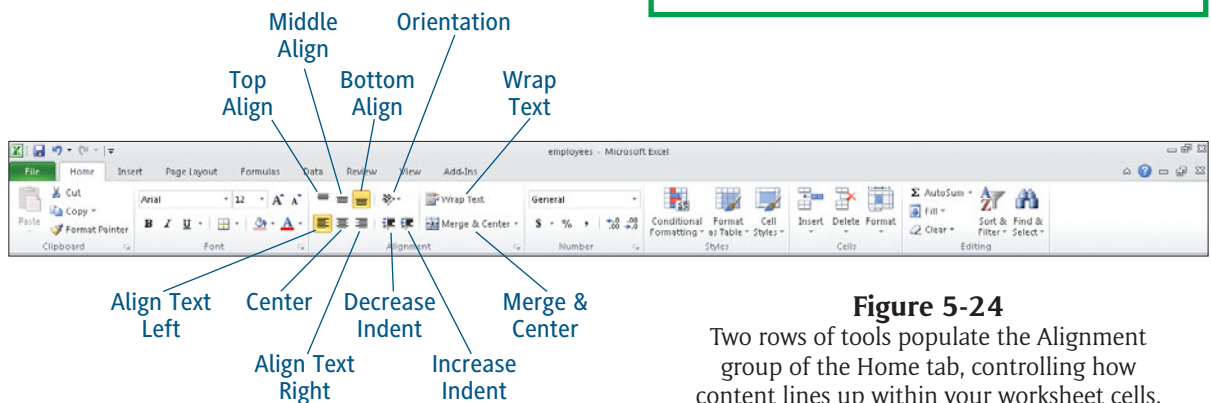 Middle
Align
Orientation
Top
Align
Bottom
Align
Wrap
Text
employees - Microsoft Excel
File Home Insert Page Layout Formulas Data Review View Add-Ins
Paste
Cut
Copy
Format Painter
Clipboard
Arial 12 A A
B I U A
Font
Wrap Text
Merge & Center
Alignment
General
$ % , .0 .00 .00 .0
Number
Conditional
Formatting
Format
as Table
Cell
Styles
Styles
Insert Delete Format
Cells
Σ AutoSum
Fill
Clear
Sort &
Filter
Find &
Select
Editing
Align Text
Left
Center
Decrease
Indent
Merge &
Center
Align Text
Right
Increase
Indent
Figure 5-24
Two rows of tools populate the Alignment
group of the Home tab, controlling how
content lines up within your worksheet cells.